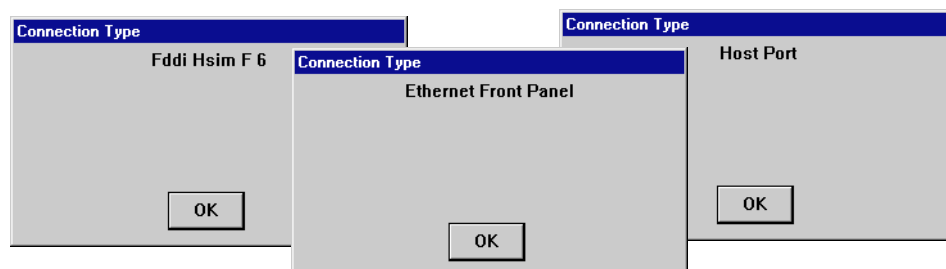 Connection Type
Fddi Hsim F 6
OK
Connection Type
Ethernet Front Panel
OK
Connection Type
Host Port
OK